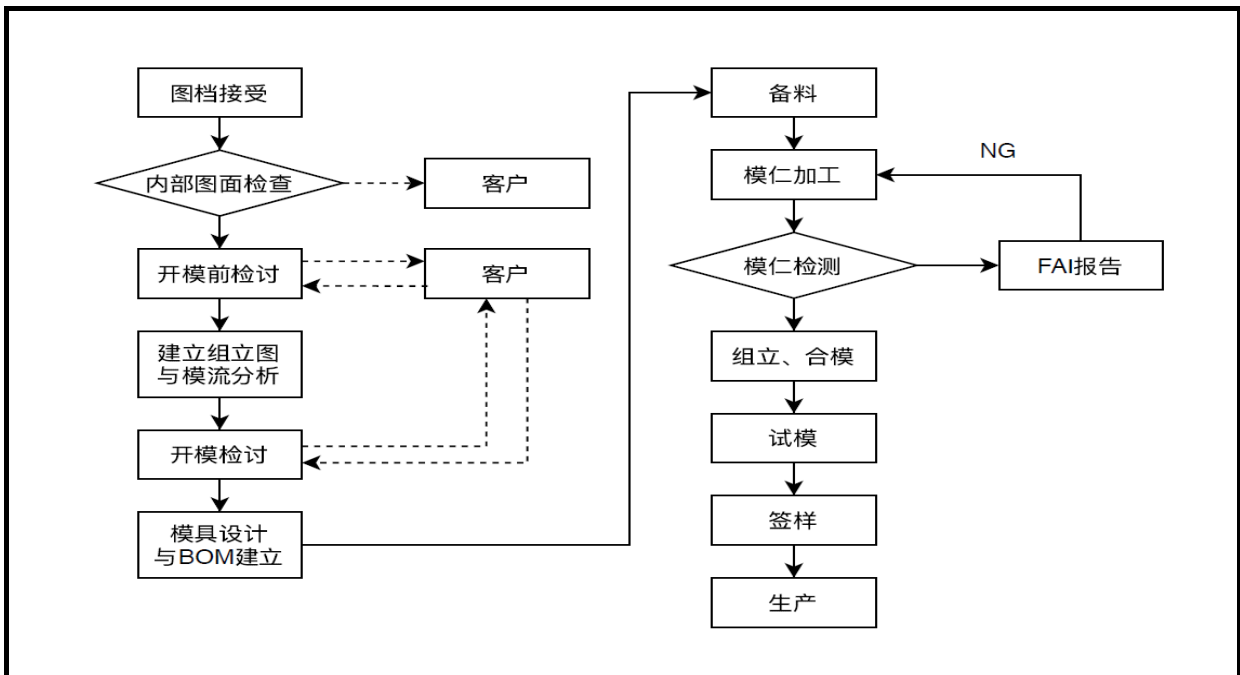 图档接受
内部图面检查
客户
开模前检讨
客户
建立组立图
与模流分析
开模检讨
模具设计
与BOM建立
备料
NG
模仁加工
模仁检测
FAI报告
组立、合模
试模
签样
生产